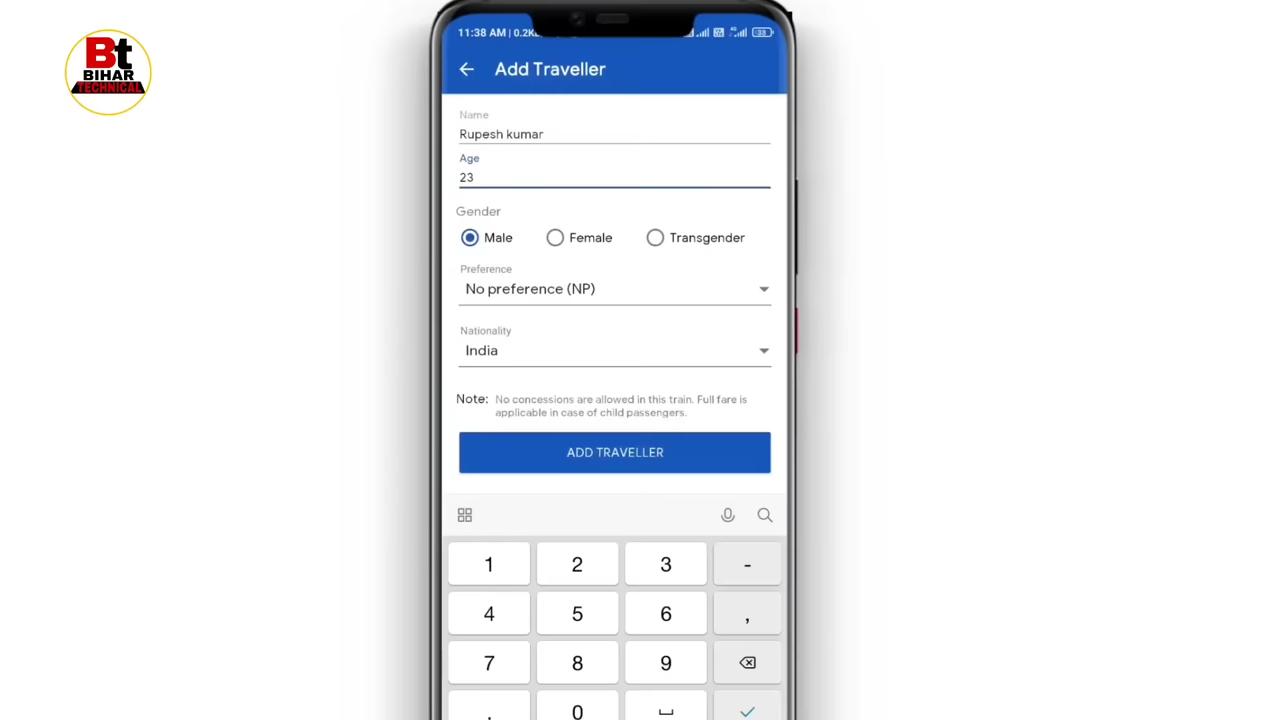 Bt
BIHAR
TECHNICAL
11:38 AM | 0.2K
Add Traveller
Name
Rupesh kumar
Age
23
Gender
Male Female Transgender
Preference
No preference (NP)
Nationality
India
Note: No concessions are allowed in this train. Full fare is
applicable in case of child passengers.
ADD TRAVELLER
1 2 3 -
4 5 6 ,
7 8 9
. 0